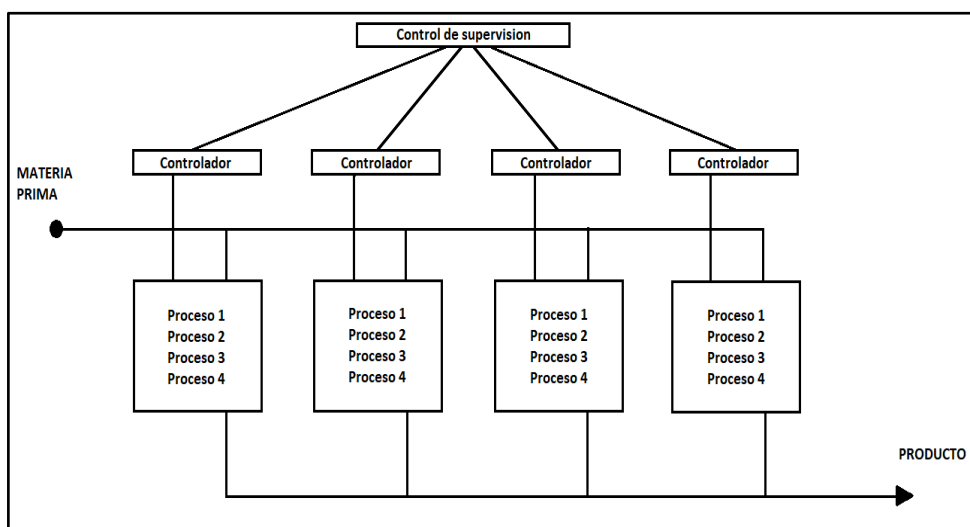 Control de supervision
Controlador
Controlador
Controlador
Controlador
MATERIA
PRIMA
Proceso 1
Proceso 2
Proceso 3
Proceso 4
Proceso 1
Proceso 2
Proceso 3
Proceso 4
Proceso 1
Proceso 2
Proceso 3
Proceso 4
Proceso 1
Proceso 2
Proceso 3
Proceso 4
PRODUCTO